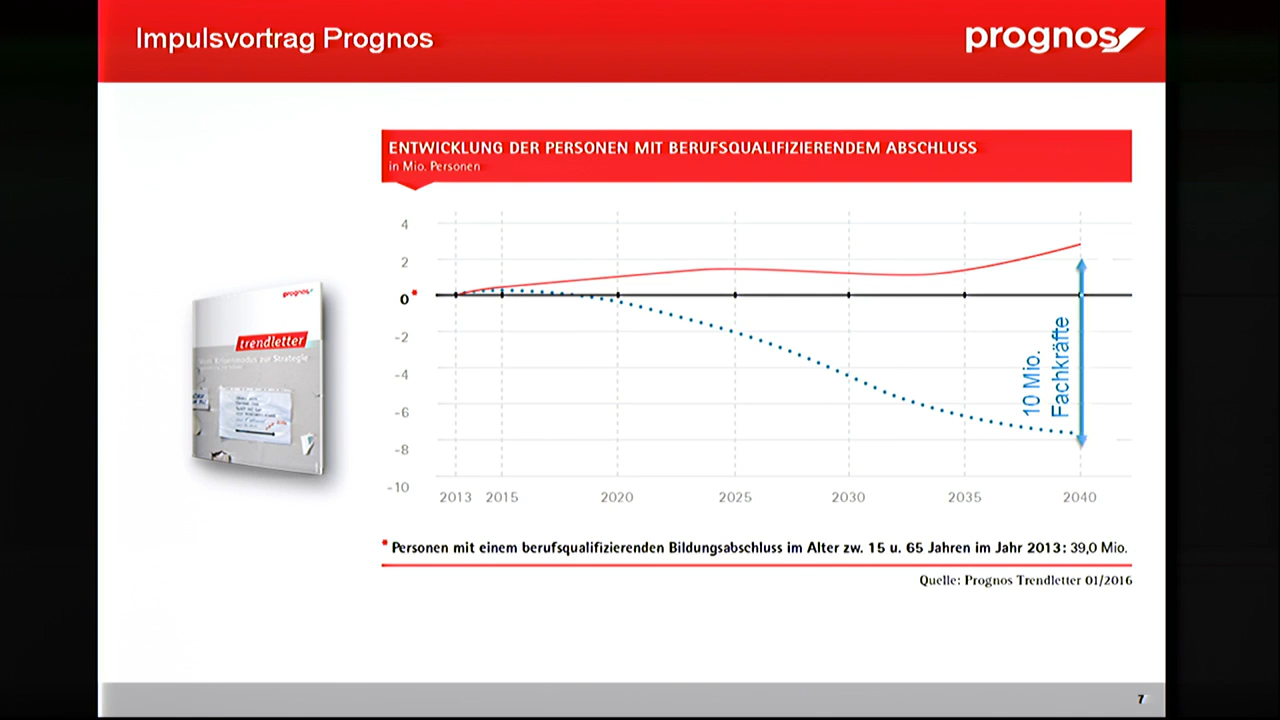 Impulsvortrag Prognos
prognos
ENTWICKLUNG DER PERSONEN MIT BERUFSQUALIFIZIERENDEM ABSCHLUSS
in Mio. Personen
4
2
0*
-2
-4
-6
-8
-10
10 Mio.
Fachkräfte
2013 2015 2020 2025 2030 2035 2040
prognos
trendletter
zur Strategie
* Personen mit einem berufsqualifizierenden Bildungsabschluss im Alter zw. 15 u. 65 Jahren im Jahr 2013: 39,0 Mio.
Quelle: Prognos Trendletter 01/2016
7